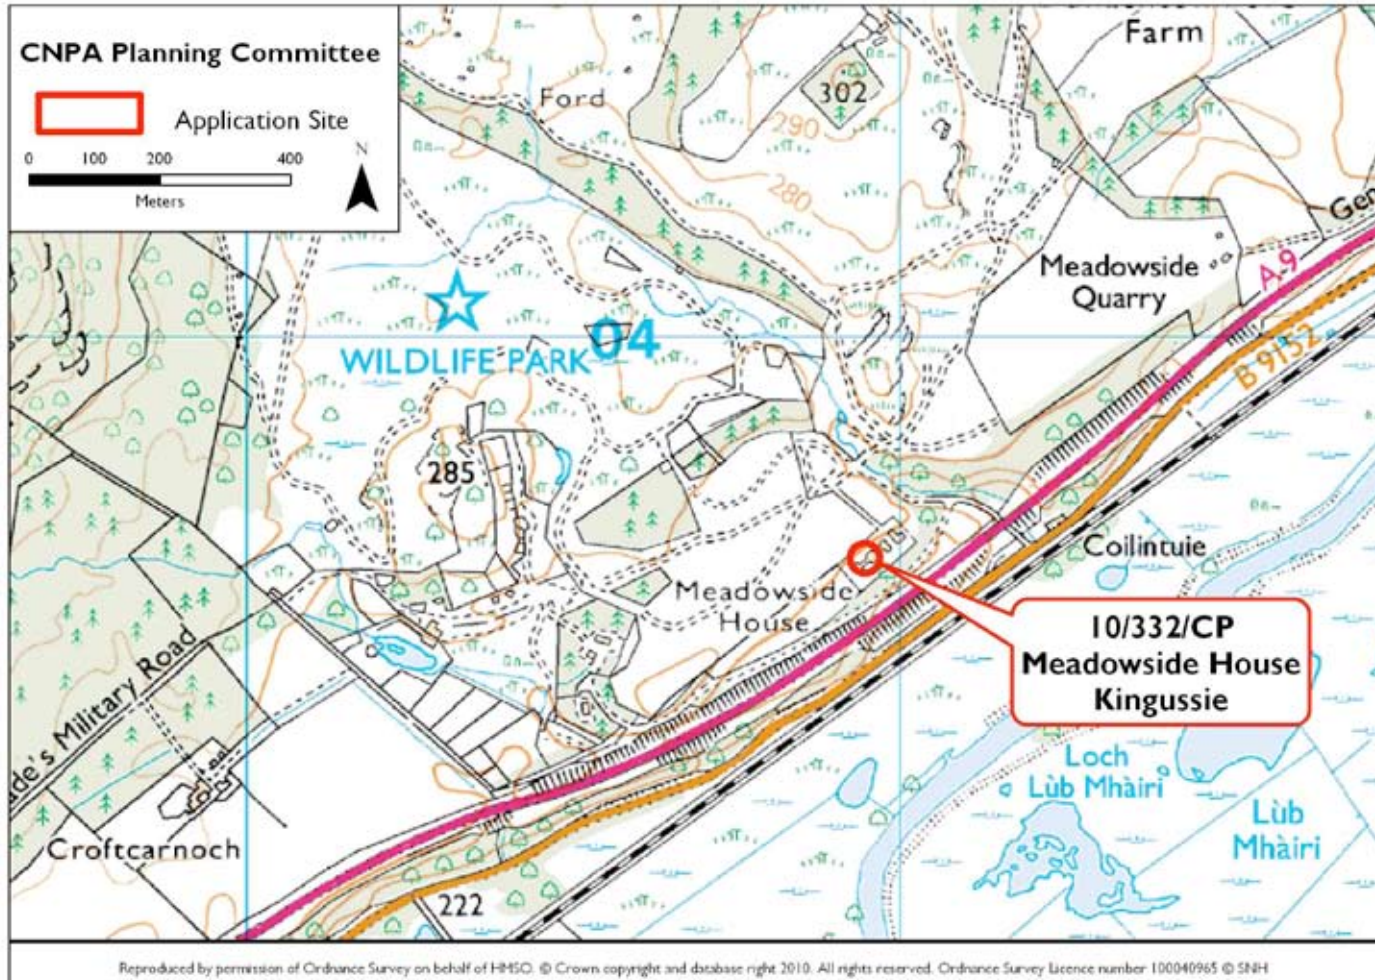 CNPA Planning Committee
Application Site
0 100 200 400
Meters
N
Farm
Ford
302
290
280
Meadowside
Quarry
A9
B 9152
WILDLIFE PARK
04
285
Coilintuie
Meadowside
House
10/332/CP
Meadowside House
Kingussie
Military Road
Loch
Lùb Mhàiri
Lùb
Mhàiri
Croftcarnoch
222
Reproduced by permission of Ordnance Survey on behalf of HMSO. © Crown copyright and database right 2010. All rights reserved. Ordnance Survey Licence number 100040965 © SNH